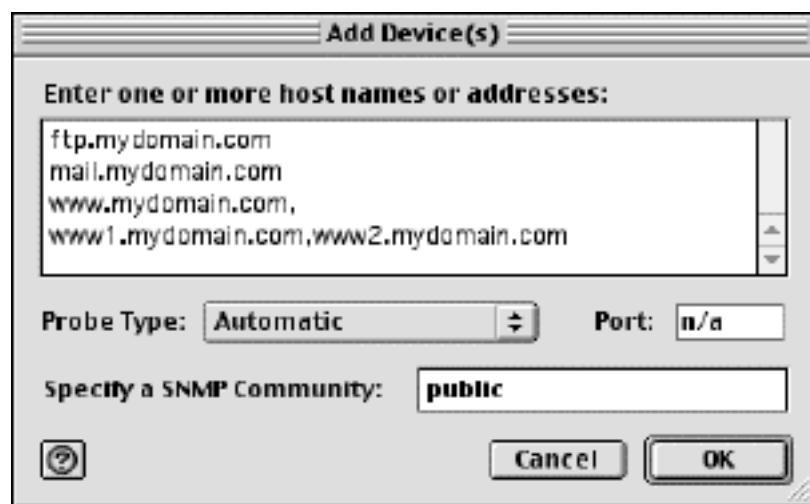 Add Device(s)
Enter one or more host names or addresses:
ftp.mydomain.com
mail.mydomain.com
www.mydomain.com,
www1.mydomain.com,www2.mydomain.com
Probe Type: Automatic Port: n/a
Specify a SNMP Community: public
? Cancel OK